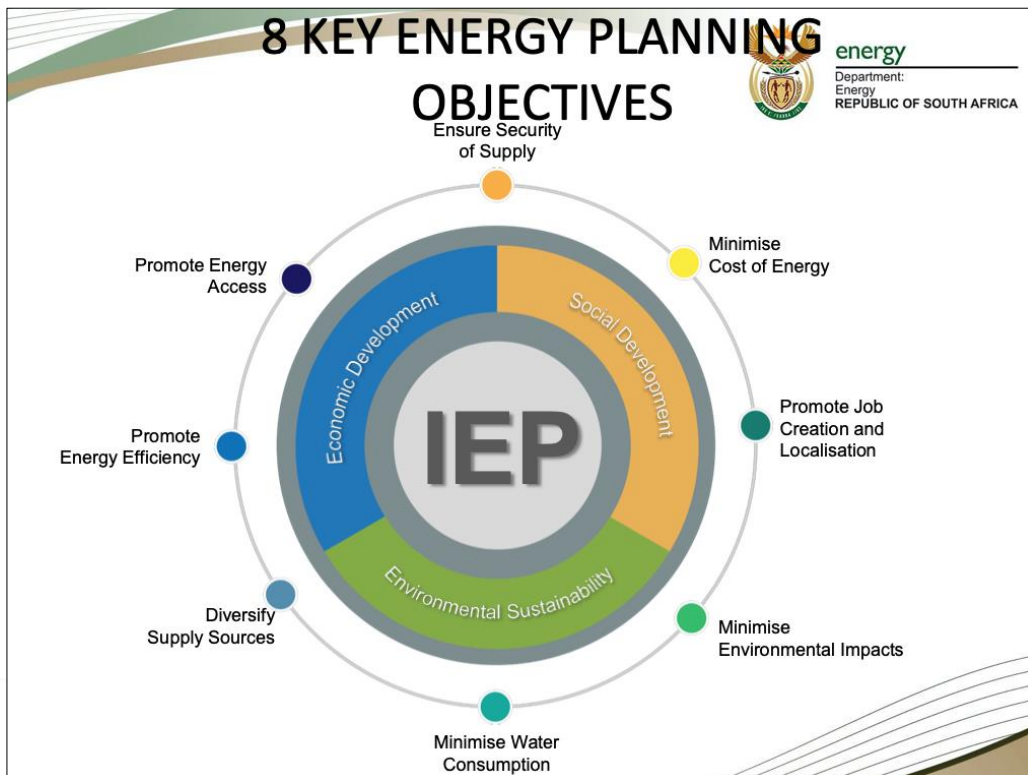 8 KEY ENERGY PLANNING
OBJECTIVES
energy
Department:
Energy
REPUBLIC OF SOUTH AFRICA
Ensure Security
of Supply
Minimise
Cost of Energy
Promote Job
Creation and
Localisation
Minimise
Environmental Impacts
Minimise Water
Consumption
Diversify
Supply Sources
Promote
Energy Efficiency
Promote Energy
Access
Economic Development
Social Development
Environmental Sustainability
IEP